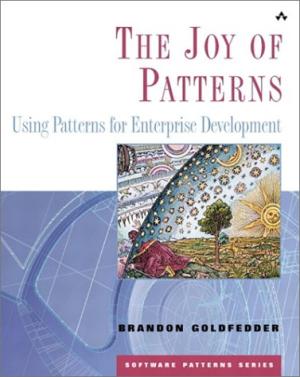 THE JOY OF
PATTERNS
Using Patterns for Enterprise Development
BRANDON GOLDFEDDER
SOFTWARE PATTERNS SERIES